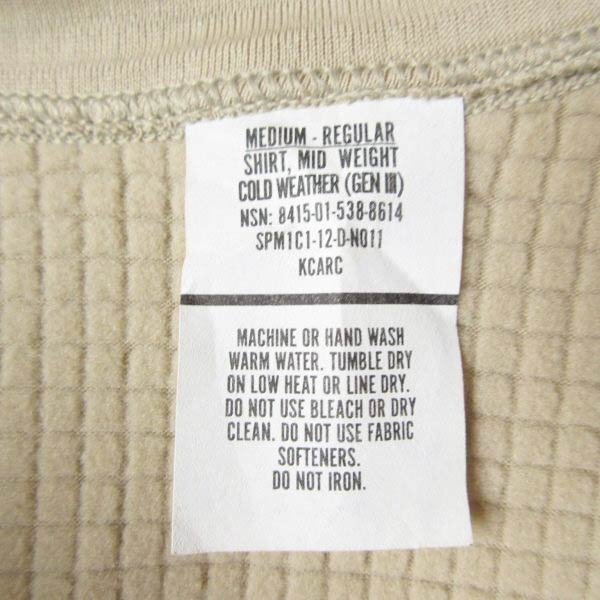 MEDIUM - REGULAR
SHIRT, MID WEIGHT
COLD WEATHER (GEN III)
NSN: 8415-01-538-8614
SPM1C1-12-D-N011
KCARC
MACHINE OR HAND WASH
WARM WATER. TUMBLE DRY
ON LOW HEAT OR LINE DRY.
DO NOT USE BLEACH OR DRY
CLEAN. DO NOT USE FABRIC
SOFTENERS.
DO NOT IRON.